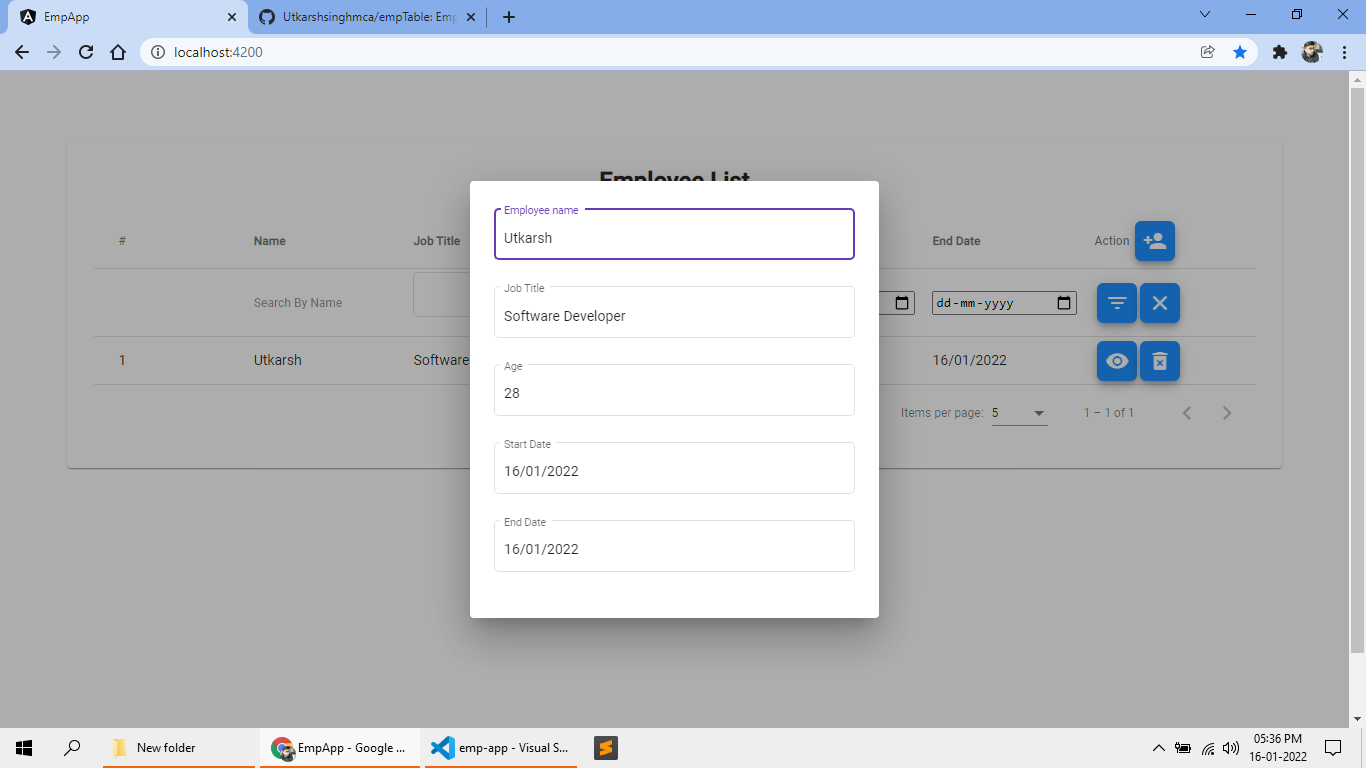 EmpApp
Utkarshsinghmca/empTable: Emp
localhost:4200
Employee List
# Name Job Title End Date Action
Search By Name dd-mm-yyyy
1 Utkarsh Software 16/01/2022
Items per page: 5 1 – 1 of 1
Employee name
Utkarsh
Job Title
Software Developer
Age
28
Start Date
16/01/2022
End Date
16/01/2022
New folder
EmpApp - Google ...
emp-app - Visual S...
05:36 PM
16-01-2022